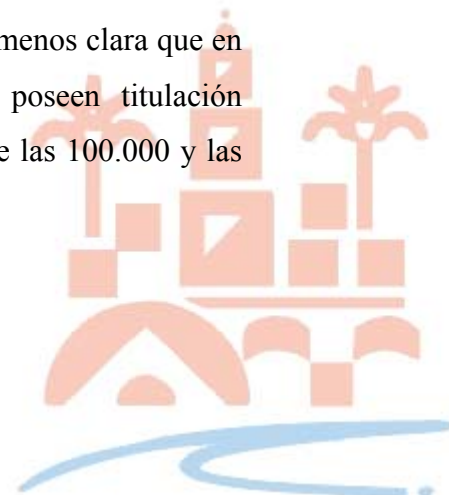 menos clara que en
poseen titulación
e las 100.000 y las